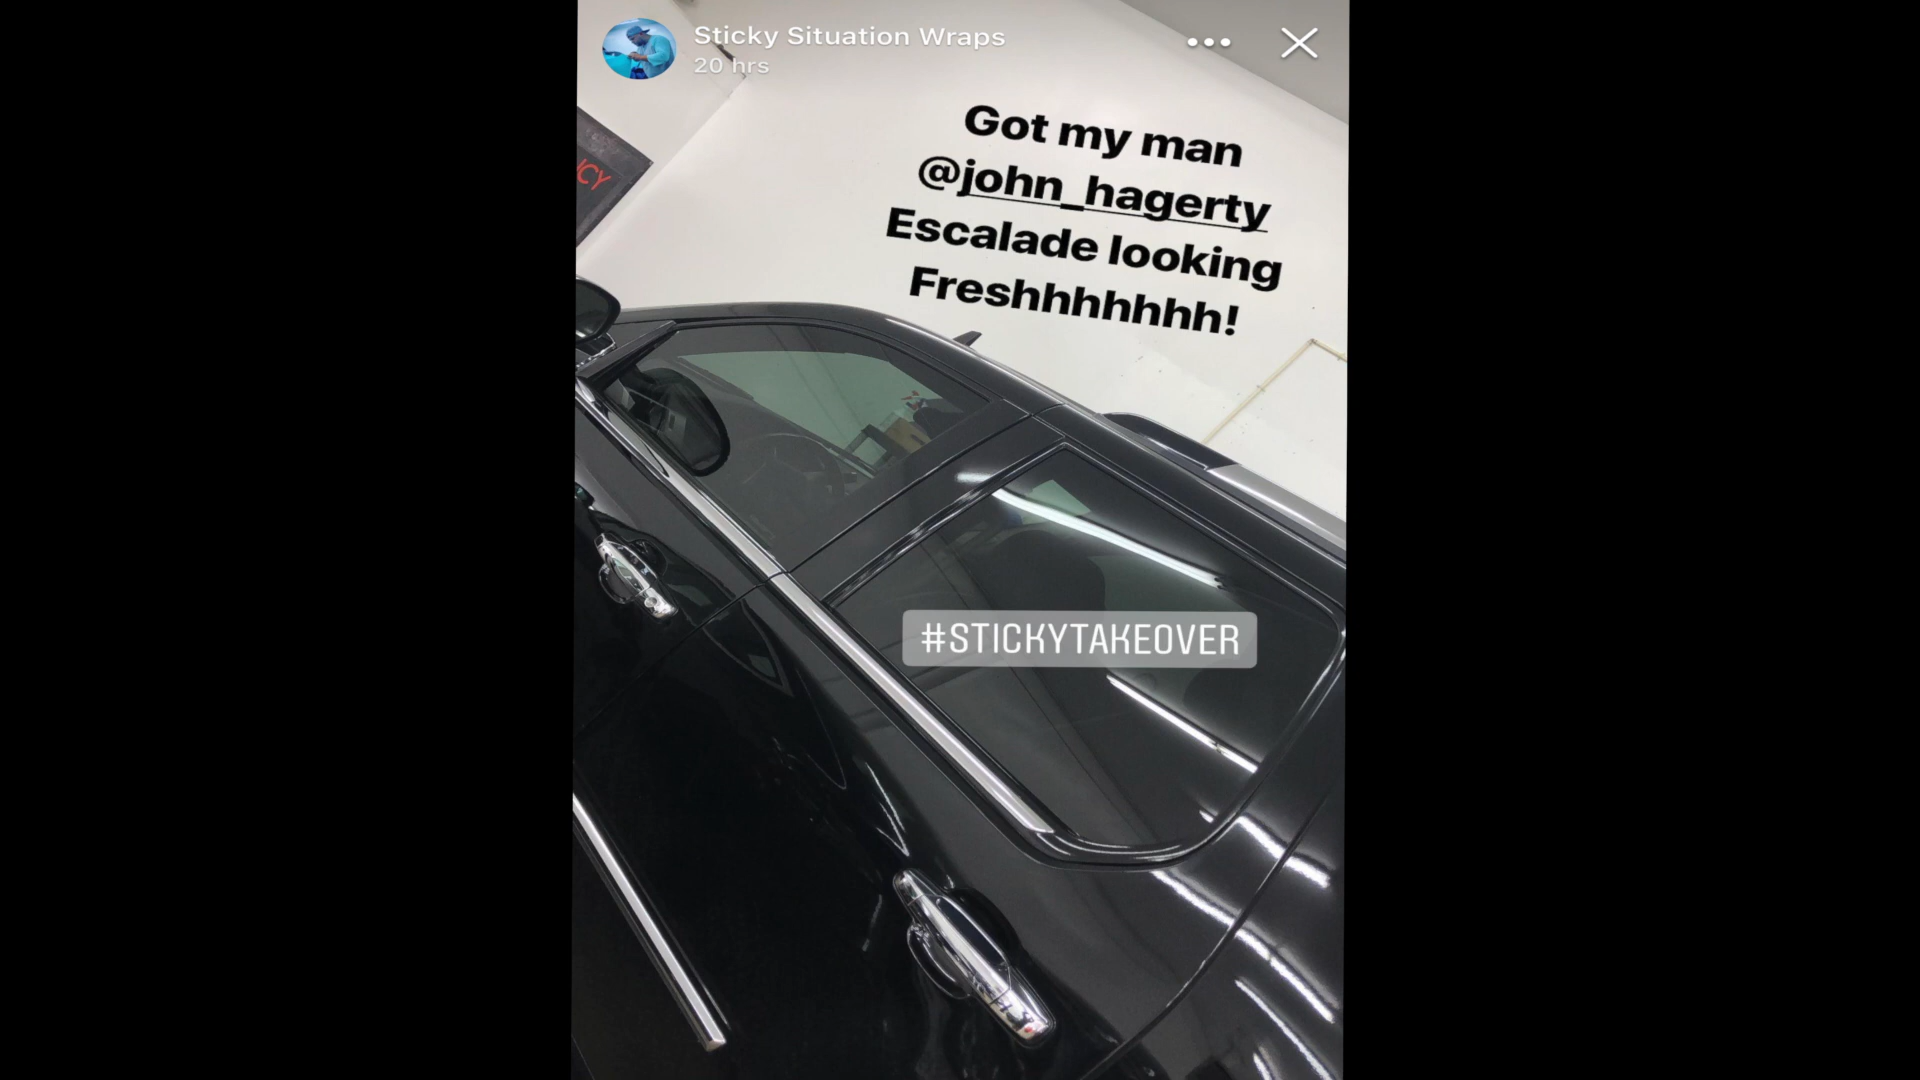 Sticky Situation Wraps
20 hrs
Got my man
@john_hagerty
Escalade looking
Freshhhhhhh!
#STICKYTAKEOVER